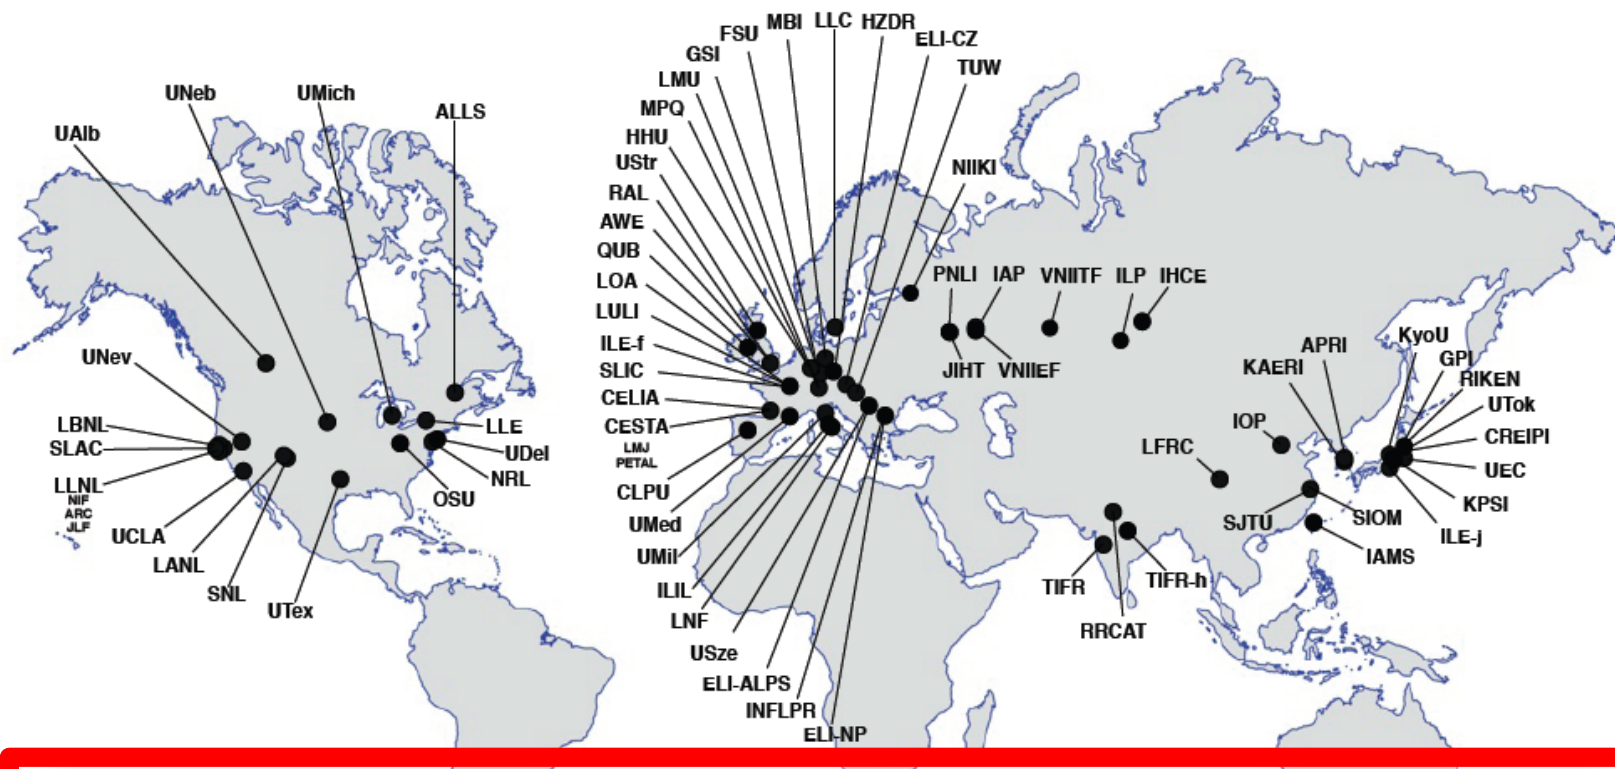 UAlb
UNeb
UMich
ALLS
UNev
LBNL
SLAC
LLNL
NIF
ARC
JLF
UCLA
LANL
SNL
UTex
OSU
NRL
UDel
LLE
FSU
MBI
LLC
HZDR
ELI-CZ
TUW
GSI
LMU
MPQ
HHU
UStr
RAL
AWE
QUB
LOA
LULI
ILE-f
SLIC
CELIA
CESTA
LMJ
PETAL
CLPU
UMed
UMil
ILIL
LNF
USze
ELI-ALPS
INFLPR
ELI-NP
NIIKI
PNLI
IAP
VNIITF
ILP
IHCE
JIHT
VNIIEF
KAERI
APRI
KyoU
GPI
RIKEN
UTok
CREIPI
UEC
KPSI
ILE-j
IOP
LFRC
SJTU
SIOM
IAMS
TIFR
TIFR-h
RRCAT